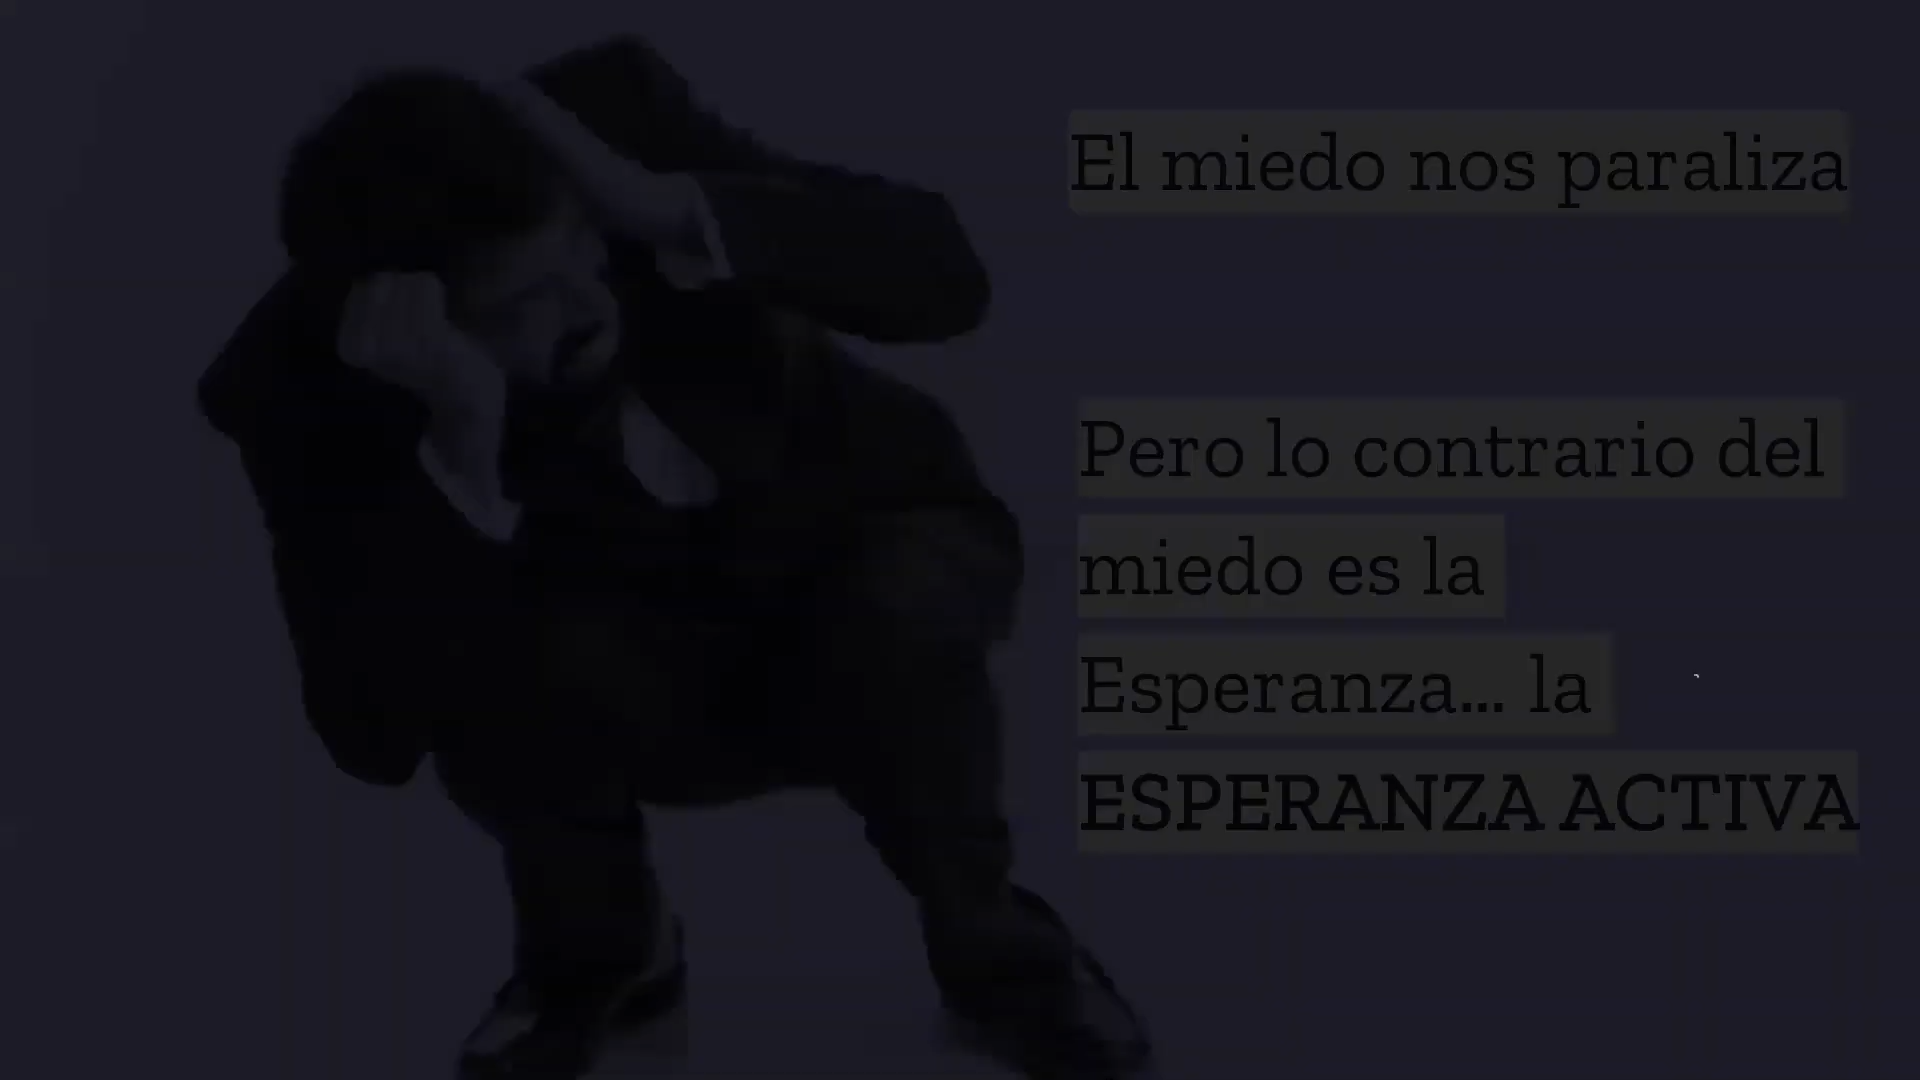 El miedo nos paraliza
Pero lo contrario del
miedo es la
Esperanza... la
ESPERANZA ACTIVA